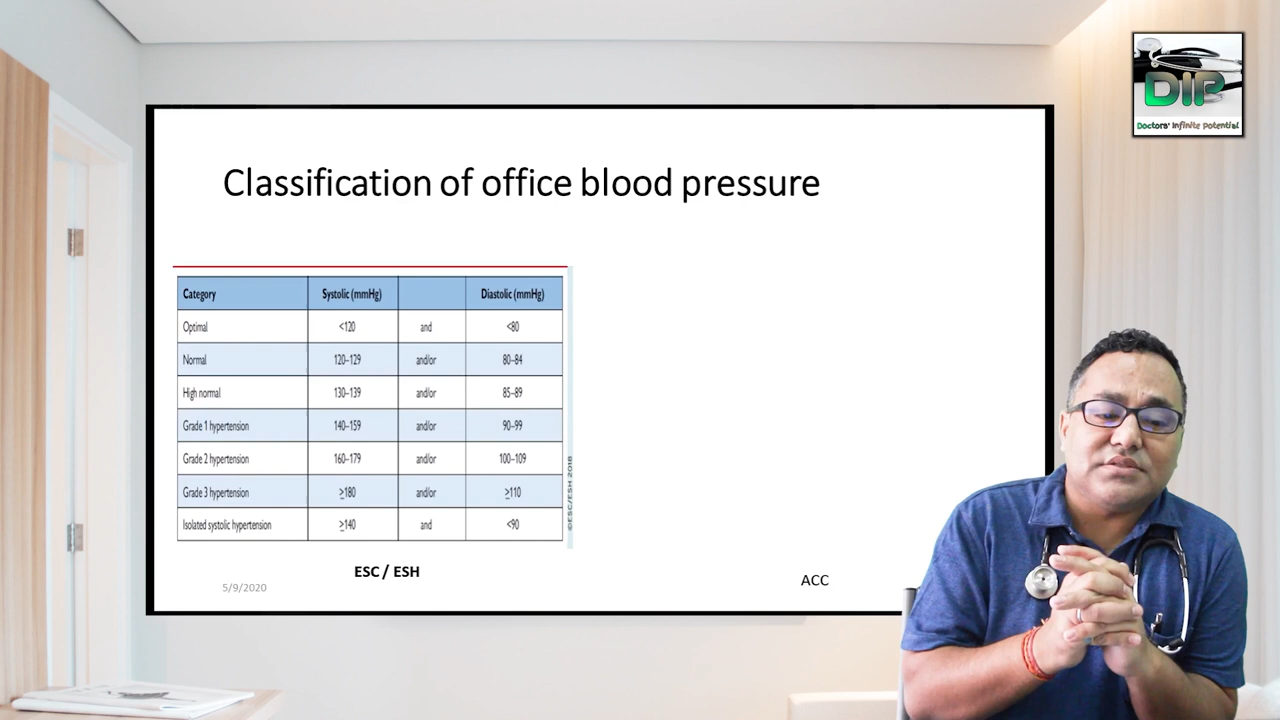 DIP
Doctors' Infinite Potential
Classification of office blood pressure
Category Systolic (mmHg) Diastolic (mmHg)
Optimal <120 and <80
Normal 120–129 and/or 80–84
High normal 130–139 and/or 85–89
Grade 1 hypertension 140–159 and/or 90–99
Grade 2 hypertension 160–179 and/or 100–109
Grade 3 hypertension ≥180 and/or ≥110
Isolated systolic hypertension ≥140 and <90
©ESC/ESH 2018
ESC / ESH
5/9/2020
ACC